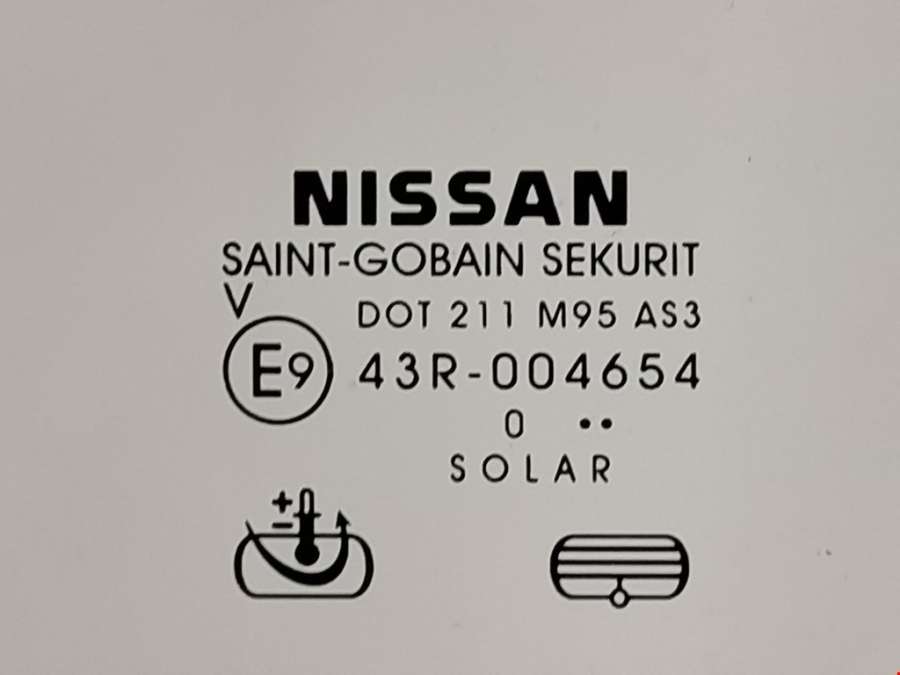 NISSAN
SAINT-GOBAIN SEKURIT
V
DOT 211 M95 AS3
E9 43R-004654
0 ••
SOLAR
+
−